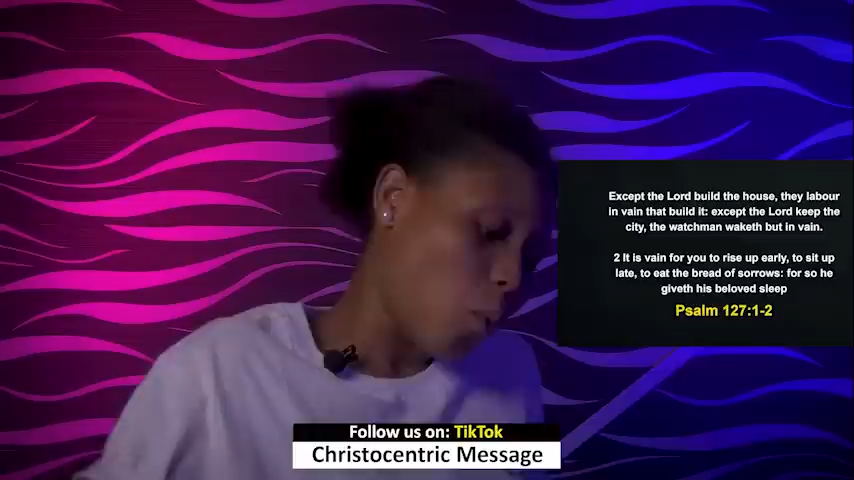 Except the Lord build the house, they labour
in vain that build it: except the Lord keep the
city, the watchman waketh but in vain.
2 It is vain for you to rise up early, to sit up
late, to eat the bread of sorrows: for so he
giveth his beloved sleep
Psalm 127:1-2
Follow us on: TikTok
Christocentric Message